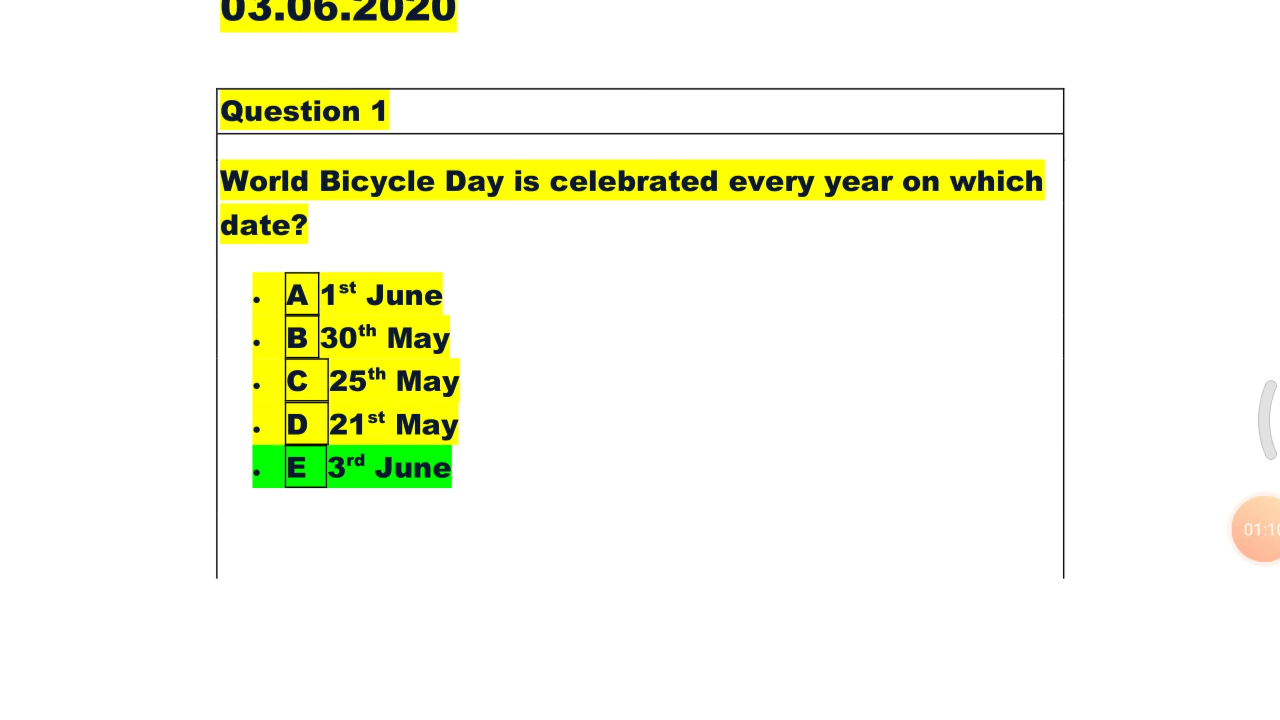 03.06.2020
Question 1
World Bicycle Day is celebrated every year on which
date?
• A 1st June
• B 30th May
• C 25th May
• D 21st May
• E 3rd June